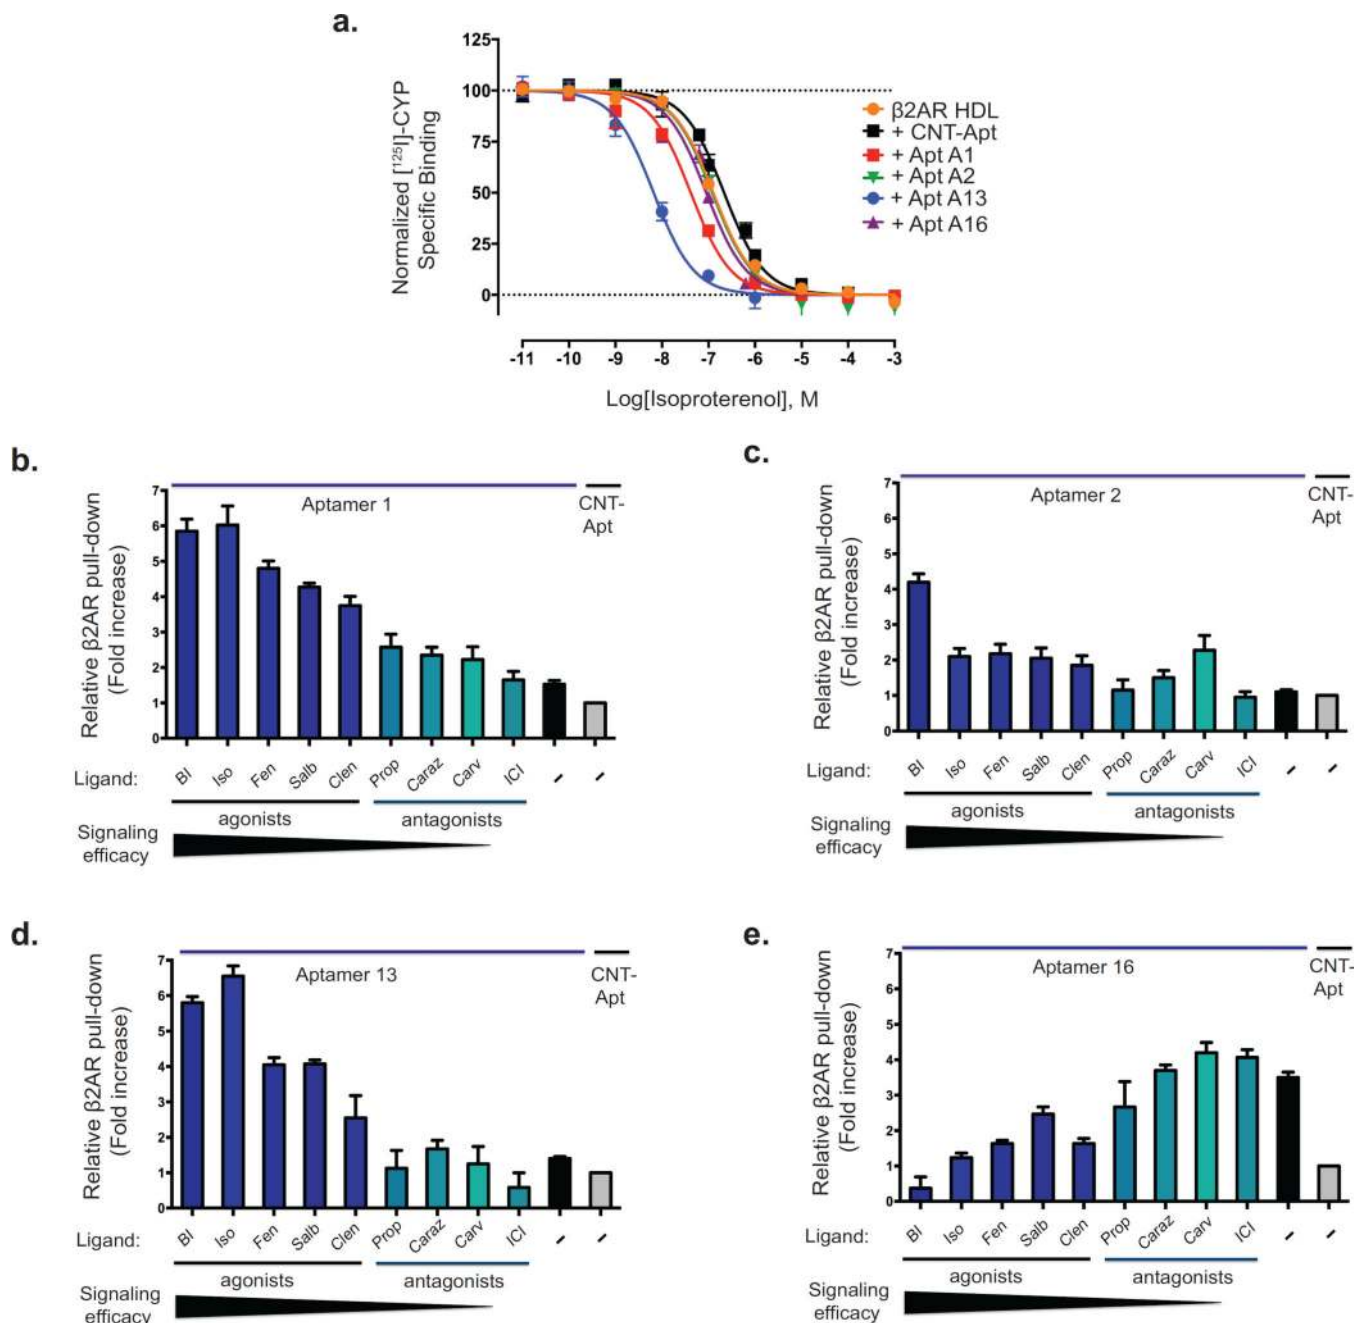 a.
Normalized [¹²⁵I]-CYP
Specific Binding
125
100
75
50
25
0
-11 -10 -9 -8 -7 -6 -5 -4 -3
Log[Isoproterenol], M
β2AR HDL
+ CNT-Apt
+ Apt A1
+ Apt A2
+ Apt A13
+ Apt A16
b.
Aptamer 1
CNT-
Apt
Relative β2AR pull-down
(Fold increase)
7
6
5
4
3
2
1
0
Ligand: BI Iso Fen Salb Clen Prop Caraz Carv ICI - -
agonists antagonists
Signaling
efficacy
c.
Aptamer 2
CNT-
Apt
Relative β2AR pull-down
(Fold increase)
7
6
5
4
3
2
1
0
Ligand: BI Iso Fen Salb Clen Prop Caraz Carv ICI - -
agonists antagonists
Signaling
efficacy
d.
Aptamer 13
CNT-
Apt
Relative β2AR pull-down
(Fold increase)
7
6
5
4
3
2
1
0
Ligand: BI Iso Fen Salb Clen Prop Caraz Carv ICI - -
agonists antagonists
Signaling
efficacy
e.
Aptamer 16
CNT-
Apt
Relative β2AR pull-down
(Fold increase)
7
6
5
4
3
2
1
0
Ligand: BI Iso Fen Salb Clen Prop Caraz Carv ICI - -
agonists antagonists
Signaling
efficacy